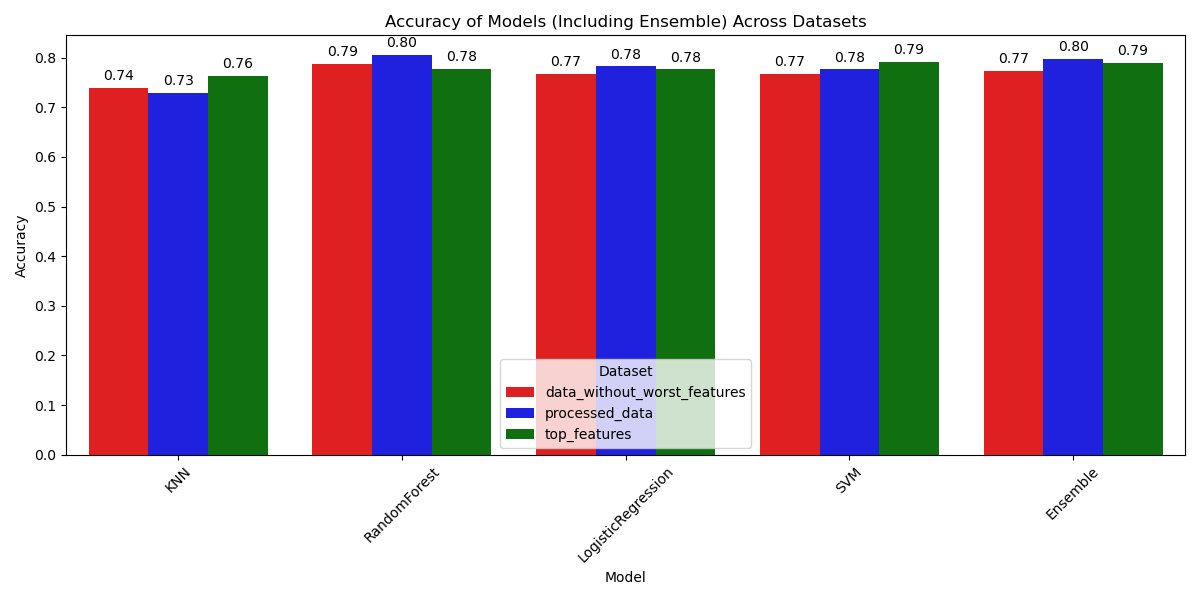 Accuracy of Models (Including Ensemble) Across Datasets
0.74
0.73
0.76
0.79
0.80
0.78
0.77
0.78
0.78
0.77
0.78
0.79
0.77
0.80
0.79
Accuracy
0.8
0.7
0.6
0.5
0.4
0.3
0.2
0.1
0.0
Dataset
data_without_worst_features
processed_data
top_features
KNN
RandomForest
LogisticRegression
SVM
Ensemble
Model